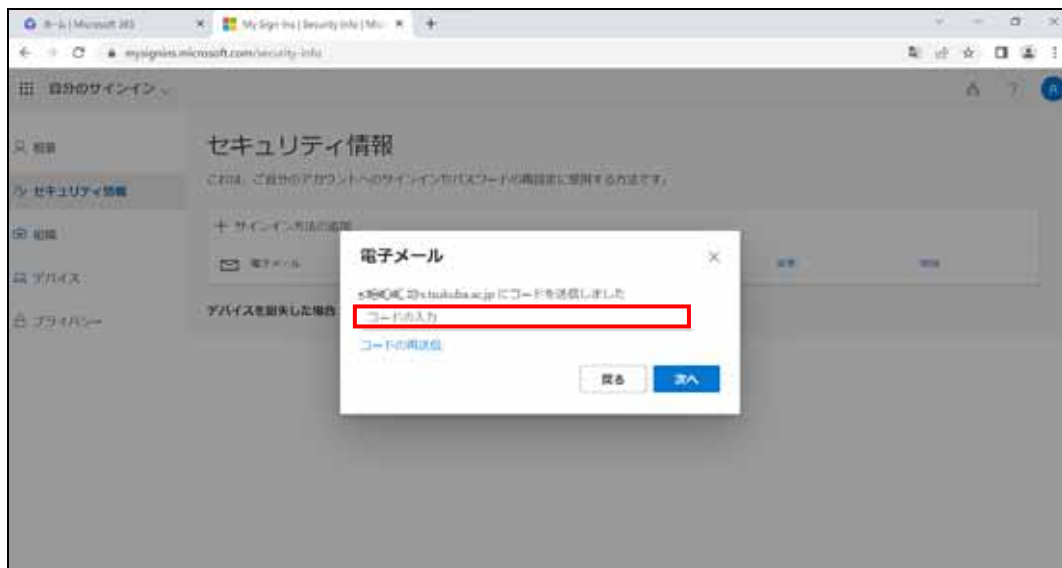 ホーム | Microsoft 365
My Sign-Ins | Security Info | Mic
mysignins.microsoft.com/security-info
自分のサインイン
概要
セキュリティ情報
組織
デバイス
プライバシー
セキュリティ情報
これは、ご自分のアカウントへのサインインやパスワードの再設定に使用する方法です。
サインイン方法の追加
電子メール
変更
削除
デバイスを紛失した場合
電子メール
s.tsukuba.ac.jp にコードを送信しました
コードの入力
コードの再送信
戻る
次へ